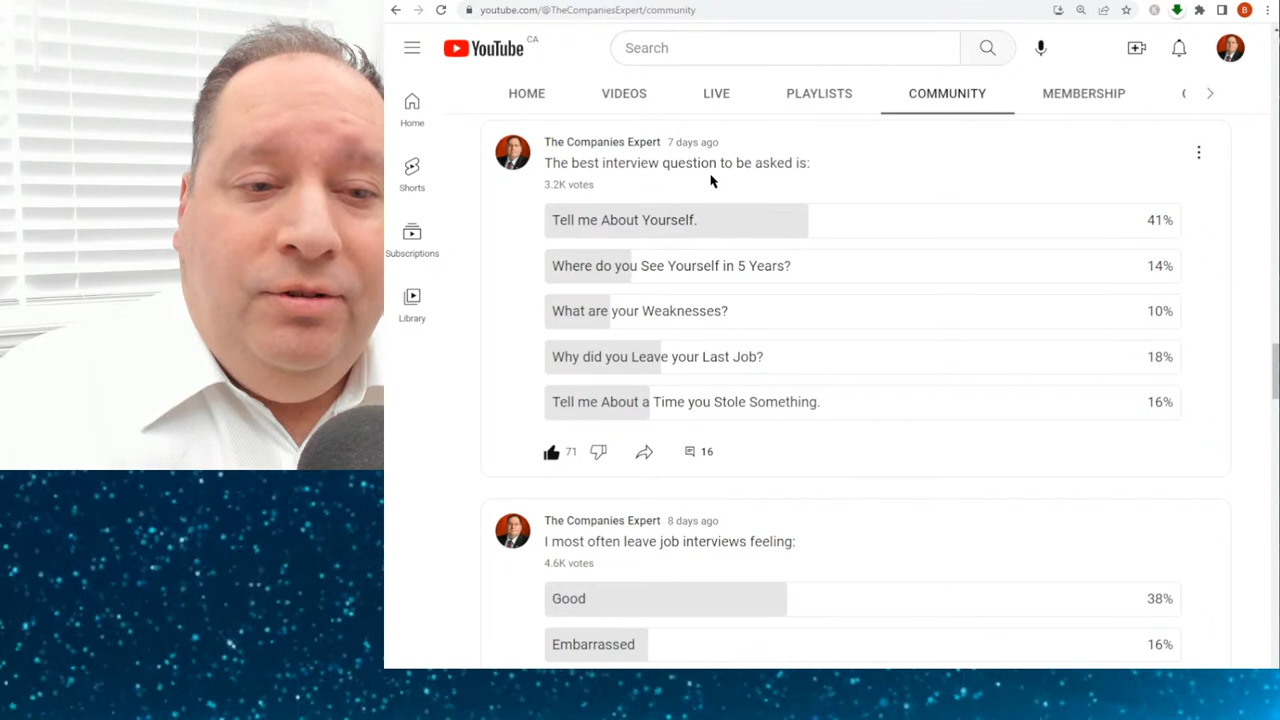 youtube.com/@TheCompaniesExpert/community
B
YouTube CA
Search
HOME VIDEOS LIVE PLAYLISTS COMMUNITY MEMBERSHIP
Home
Shorts
Subscriptions
Library
The Companies Expert 7 days ago
The best interview question to be asked is:
3.2K votes
Tell me About Yourself. 41%
Where do you See Yourself in 5 Years? 14%
What are your Weaknesses? 10%
Why did you Leave your Last Job? 18%
Tell me About a Time you Stole Something. 16%
71 16
The Companies Expert 8 days ago
I most often leave job interviews feeling:
4.6K votes
Good 38%
Embarrassed 16%